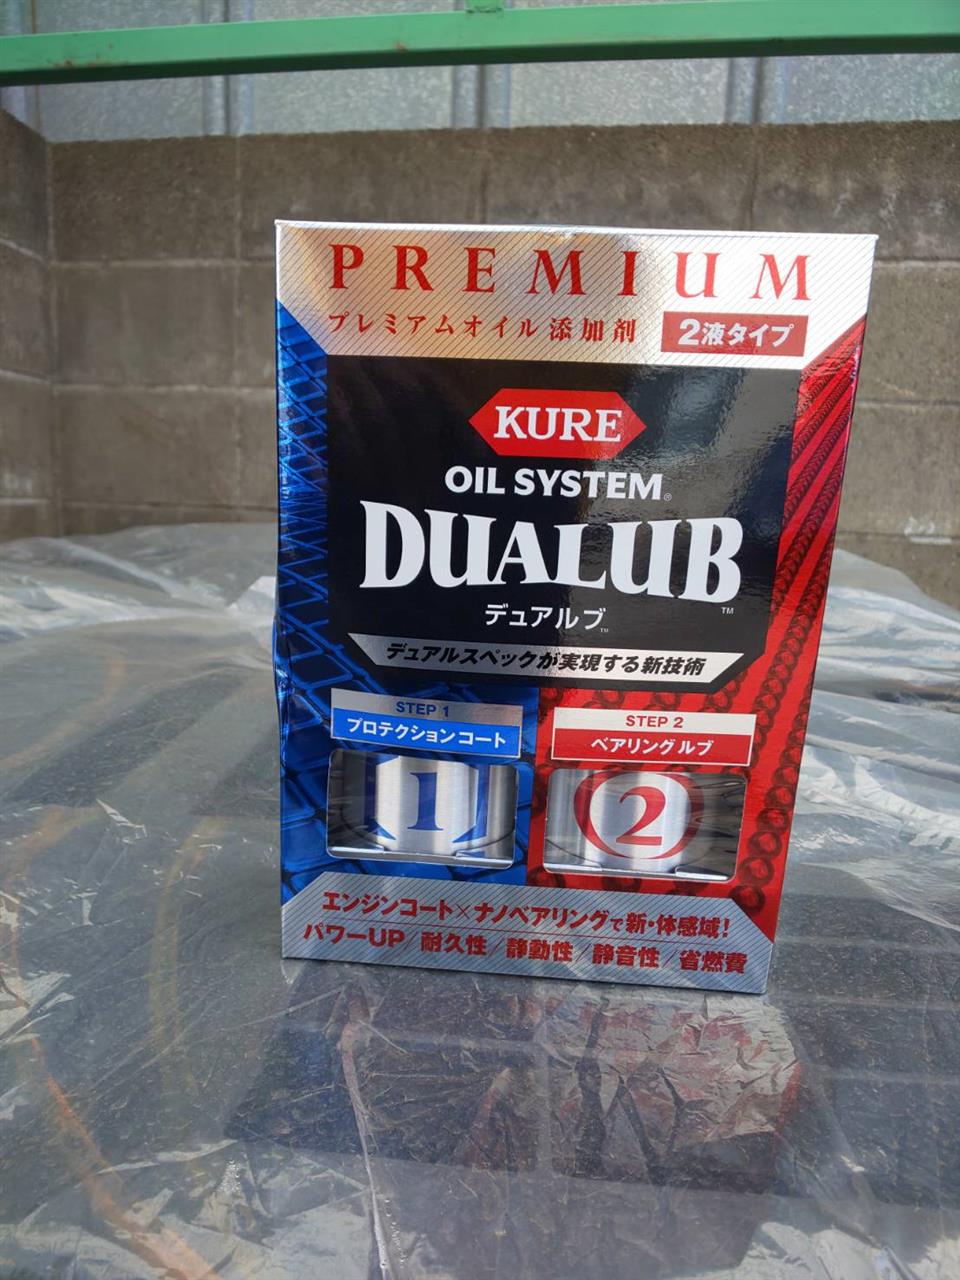 PREMIUM
プレミアムオイル添加剤 2液タイプ
KURE
OIL SYSTEM®
DUALUB™
デュアルブ™
デュアルスペックが実現する新技術
STEP 1
プロテクションコート
STEP 2
ベアリングルブ
1
2
エンジンコート×ナノベアリングで新・体感域!
パワーUP/耐久性/静動性/静音性/省燃費